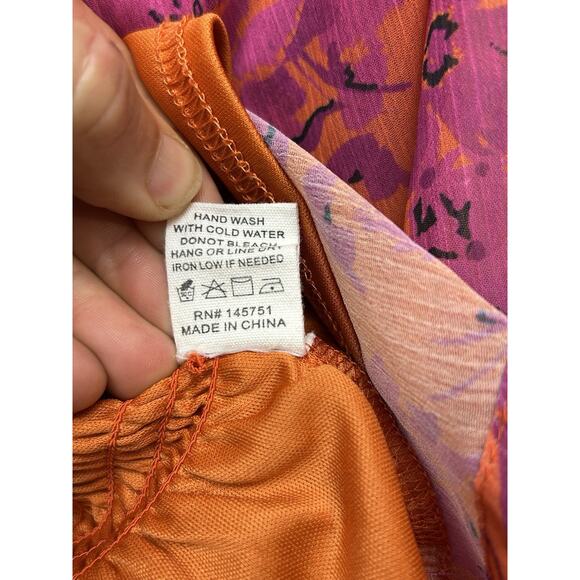 HAND WASH
WITH COLD WATER
DONOT BLEACH.
HANG OR LINE DRY
IRON LOW IF NEEDED
RN# 145751
MADE IN CHINA